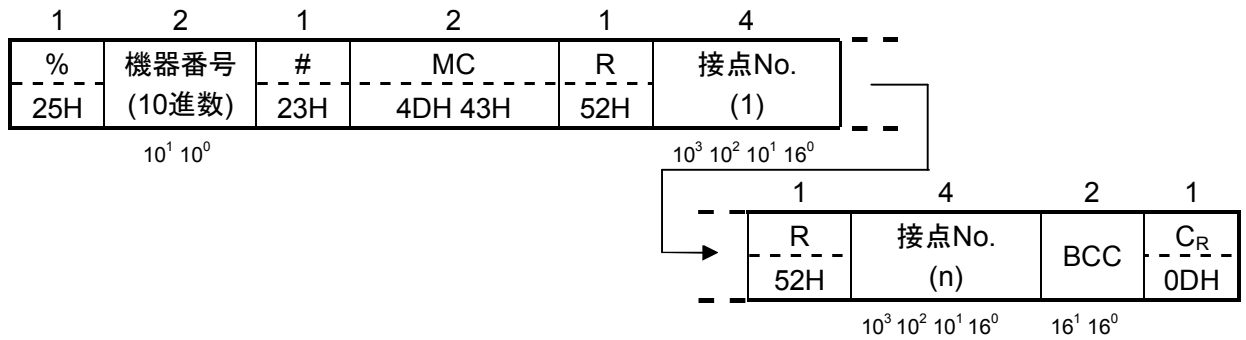 1 2 1 2 1 4
% 機器番号 # MC R 接点No.
25H (10進数) 23H 4DH 43H 52H (1)
10¹ 10⁰ 10³ 10² 10¹ 16⁰
1 4 2 1
R 接点No. BCC C_R
52H (n) 0DH
10³ 10² 10¹ 16⁰ 16¹ 16⁰